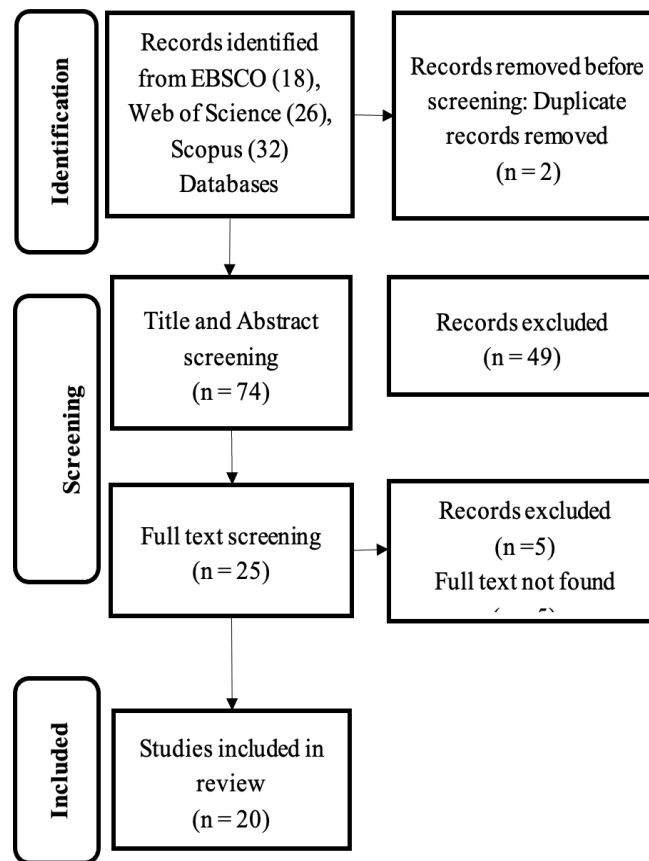 Identification
Records identified
from EBSCO (18),
Web of Science (26),
Scopus (32)
Databases
Records removed before
screening: Duplicate
records removed
(n = 2)
Screening
Title and Abstract
screening
(n = 74)
Records excluded
(n = 49)
Full text screening
(n = 25)
Records excluded
(n =5)
Full text not found
Included
Studies included in
review
(n = 20)